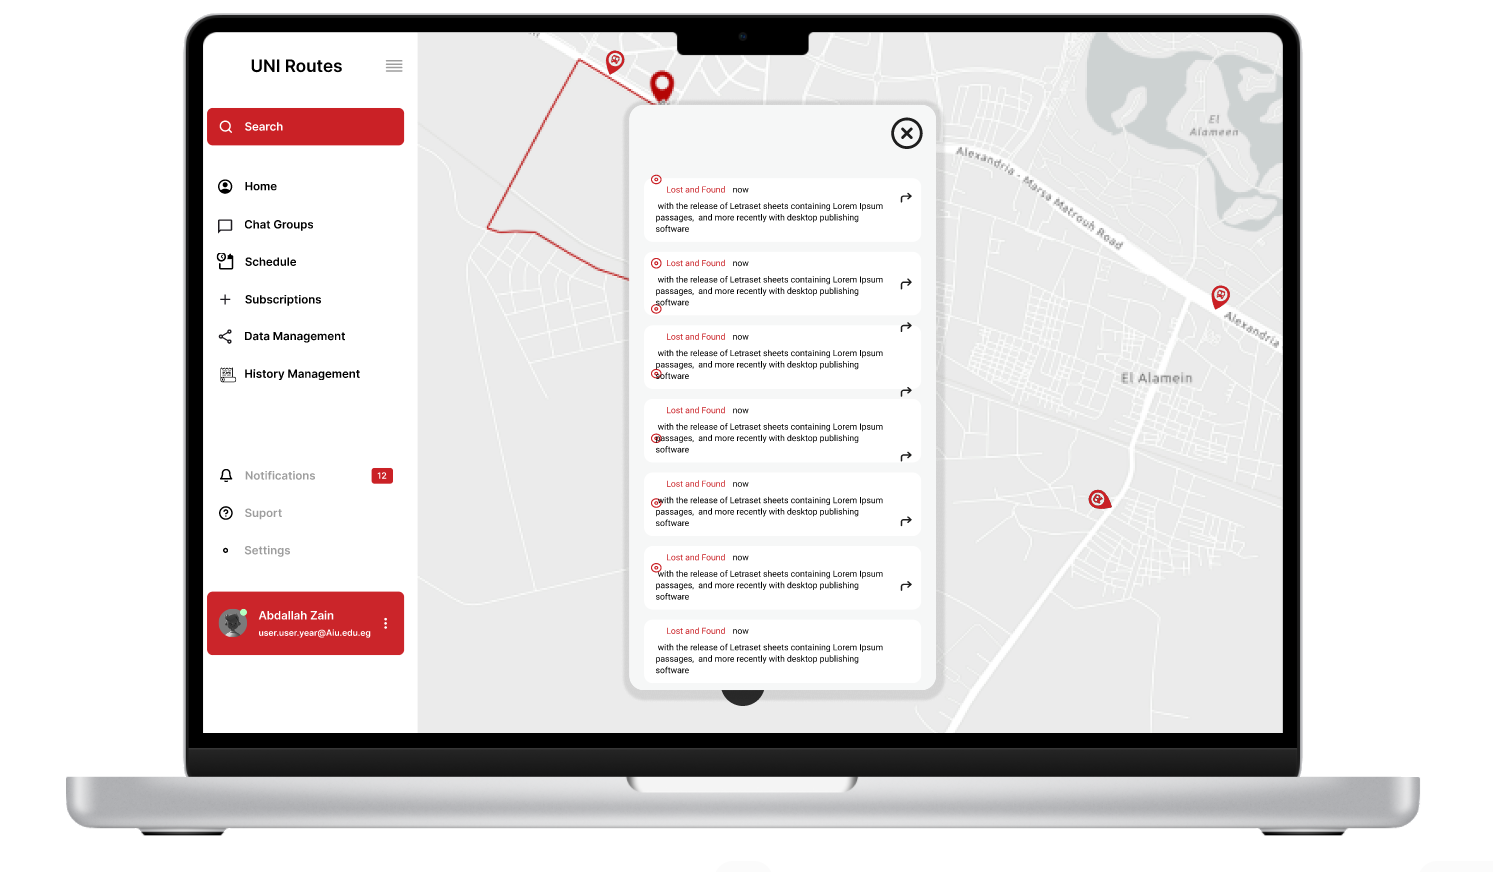 UNI Routes
Search
Home
Chat Groups
Schedule
Subscriptions
Data Management
History Management
Notifications 12
Suport
Settings
Abdallah Zain
user.user.year@Aiu.edu.eg
Lost and Found now
with the release of Letraset sheets containing Lorem Ipsum
passages, and more recently with desktop publishing
software
Lost and Found now
with the release of Letraset sheets containing Lorem Ipsum
passages, and more recently with desktop publishing
software
Lost and Found now
with the release of Letraset sheets containing Lorem Ipsum
passages, and more recently with desktop publishing
software
Lost and Found now
with the release of Letraset sheets containing Lorem Ipsum
passages, and more recently with desktop publishing
software
Lost and Found now
with the release of Letraset sheets containing Lorem Ipsum
passages, and more recently with desktop publishing
software
Lost and Found now
with the release of Letraset sheets containing Lorem Ipsum
passages, and more recently with desktop publishing
software
Lost and Found now
with the release of Letraset sheets containing Lorem Ipsum
passages, and more recently with desktop publishing
software
El
Alameen
Alexandria - Marsa Matrouh Road
Alexandria
El Alamein